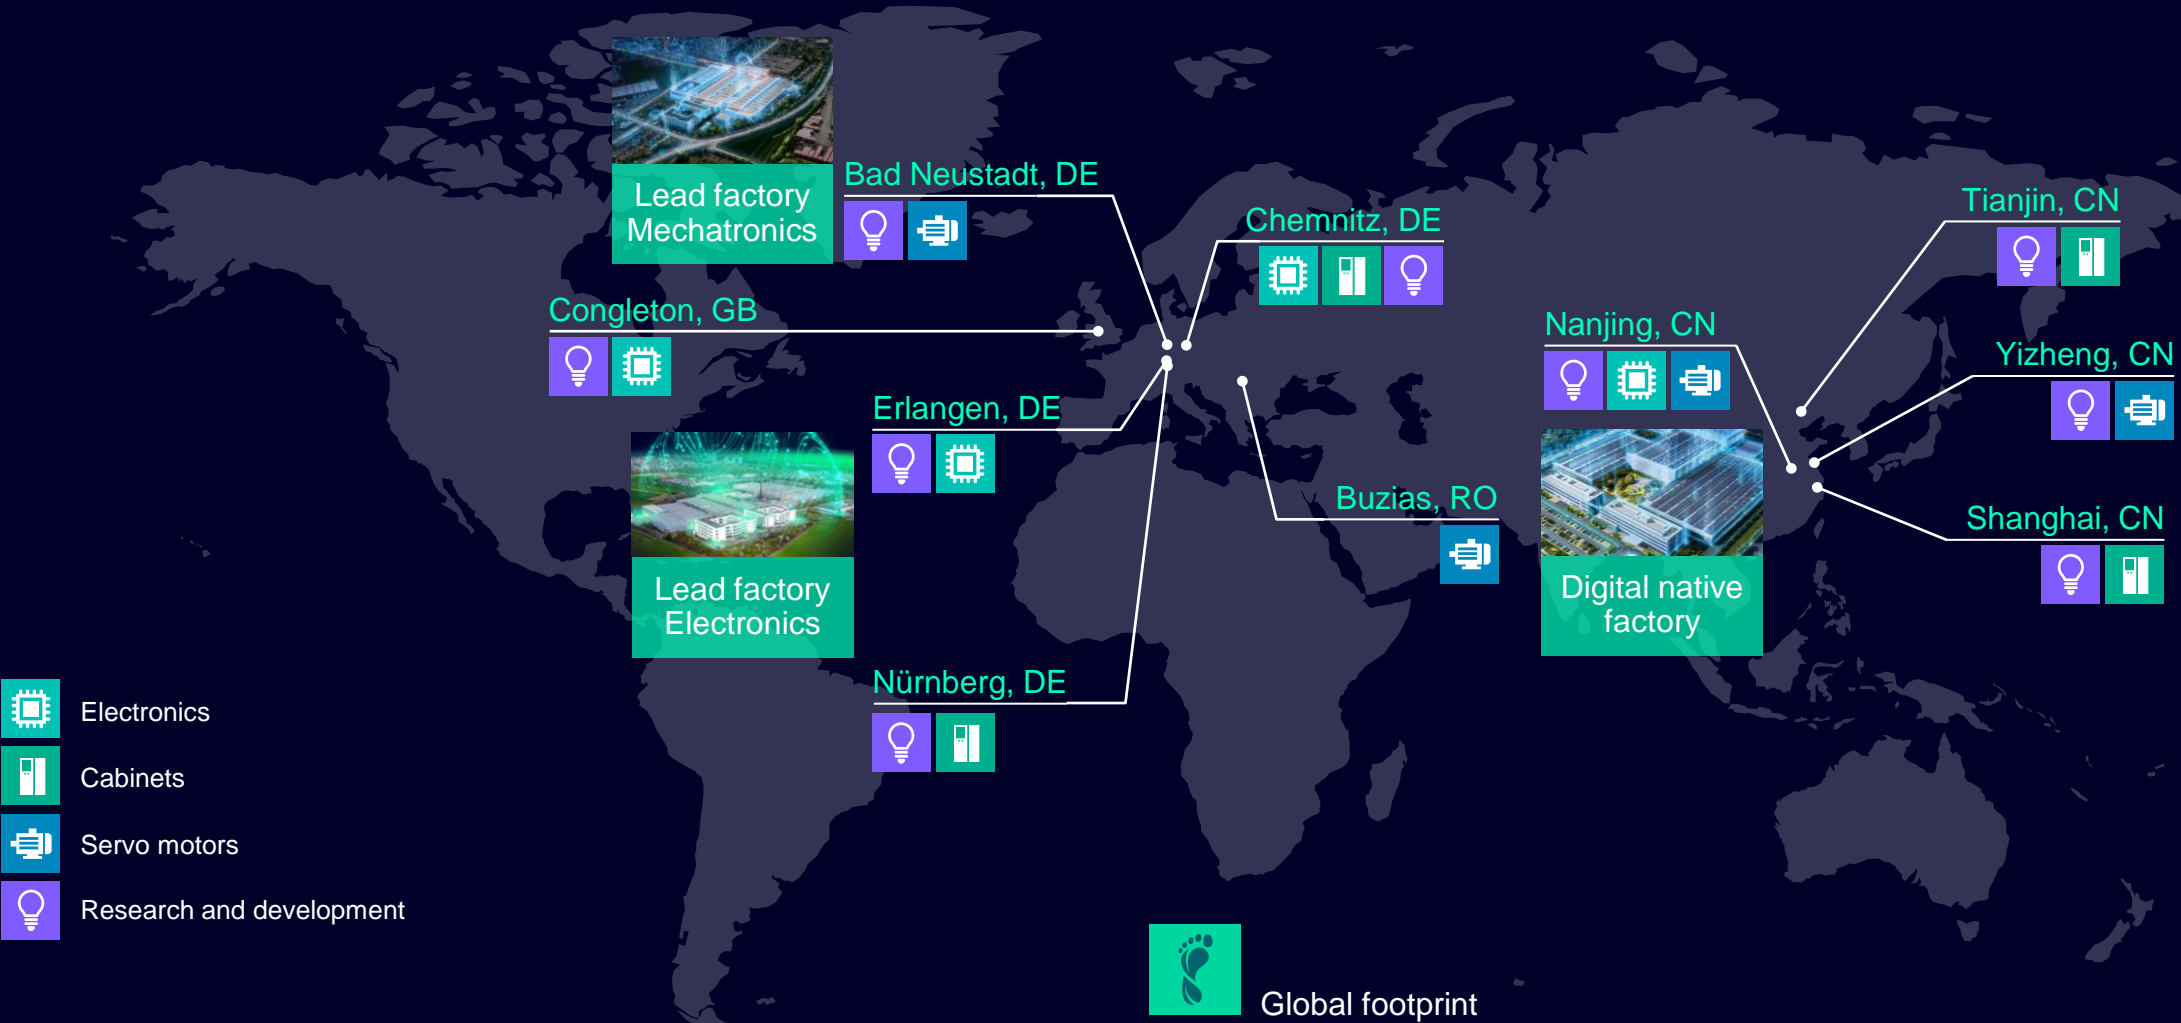 Lead factory
Mechatronics
Bad Neustadt, DE
Chemnitz, DE
Tianjin, CN
Congleton, GB
Nanjing, CN
Yizheng, CN
Erlangen, DE
Lead factory
Electronics
Buzias, RO
Shanghai, CN
Digital native
factory
Nürnberg, DE
Electronics
Cabinets
Servo motors
Research and development
Global footprint